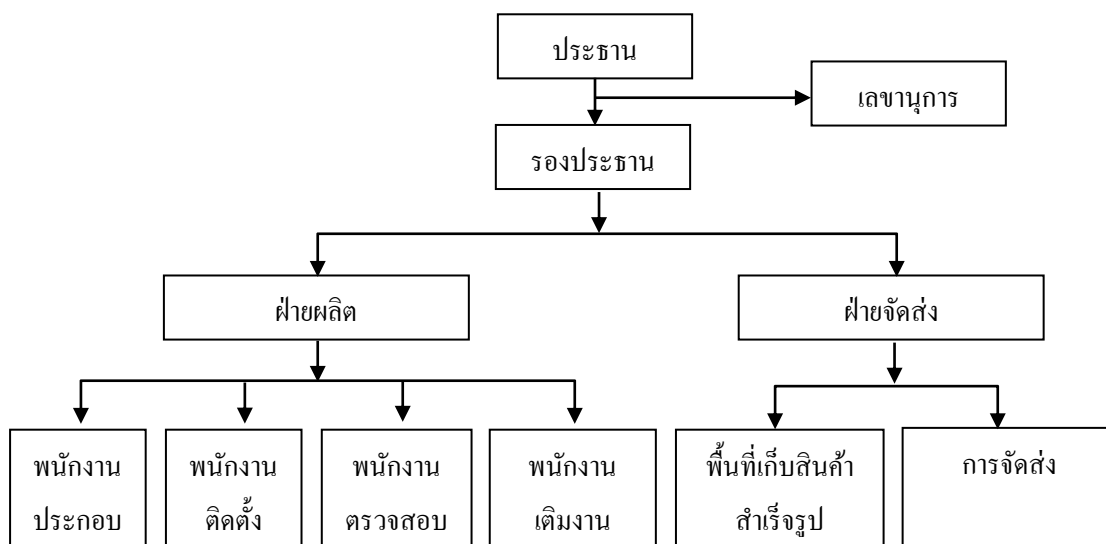 ประธาน
เลขานุการ
รองประธาน
ฝ่ายผลิต
ฝ่ายจัดส่ง
พนักงาน
ประกอบ
พนักงาน
ติดตั้ง
พนักงาน
ตรวจสอบ
พนักงาน
เติมงาน
พื้นที่เก็บสินค้า
สำเร็จรูป
การจัดส่ง